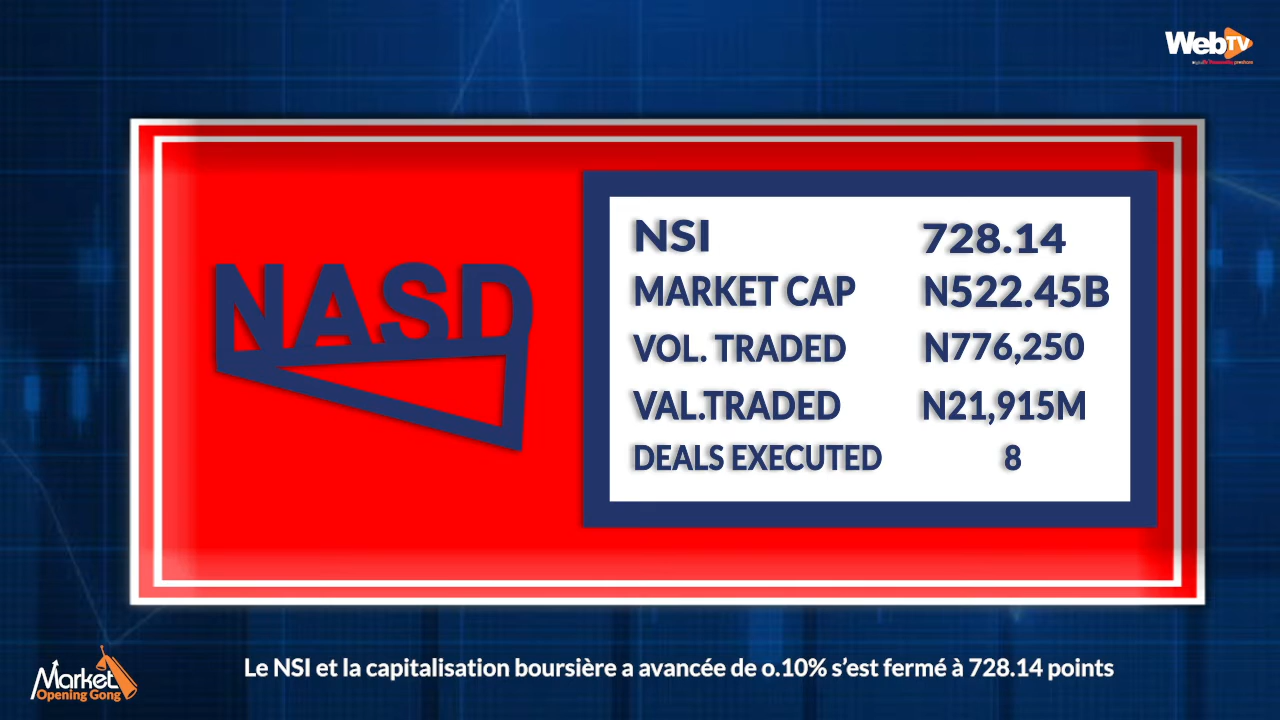 WebTV
NASD
NSI 728.14
MARKET CAP N522.45B
VOL. TRADED N776,250
VAL.TRADED N21,915M
DEALS EXECUTED 8
Market
Opening Gong
Le NSI et la capitalisation boursière a avancée de o.10% s’est fermé à 728.14 points